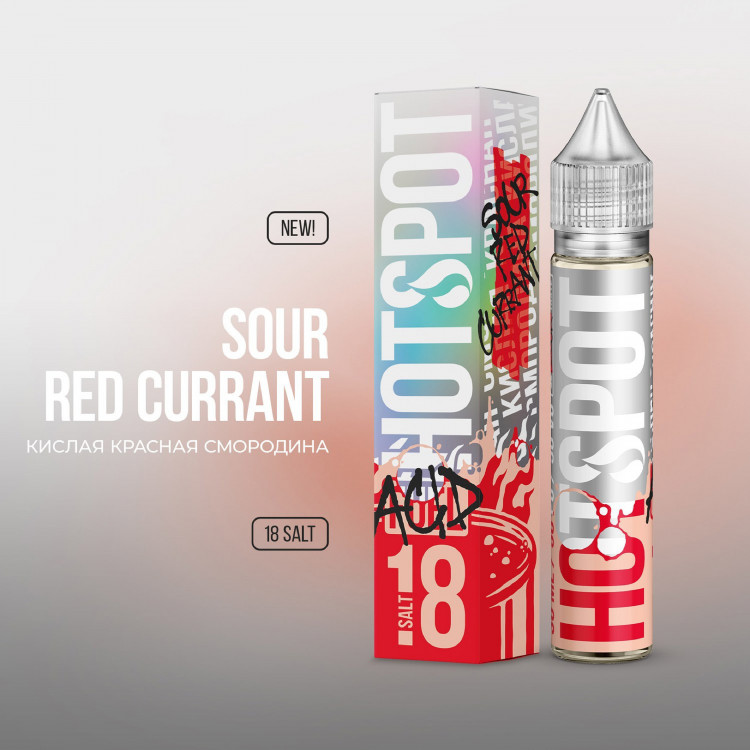 NEW!
SOUR
RED CURRANT
КИСЛАЯ КРАСНАЯ СМОРОДИНА
18 SALT
HOTSPOT
SOUR
RED
CURRANT
ACID
SALT
18
HOTSPOT